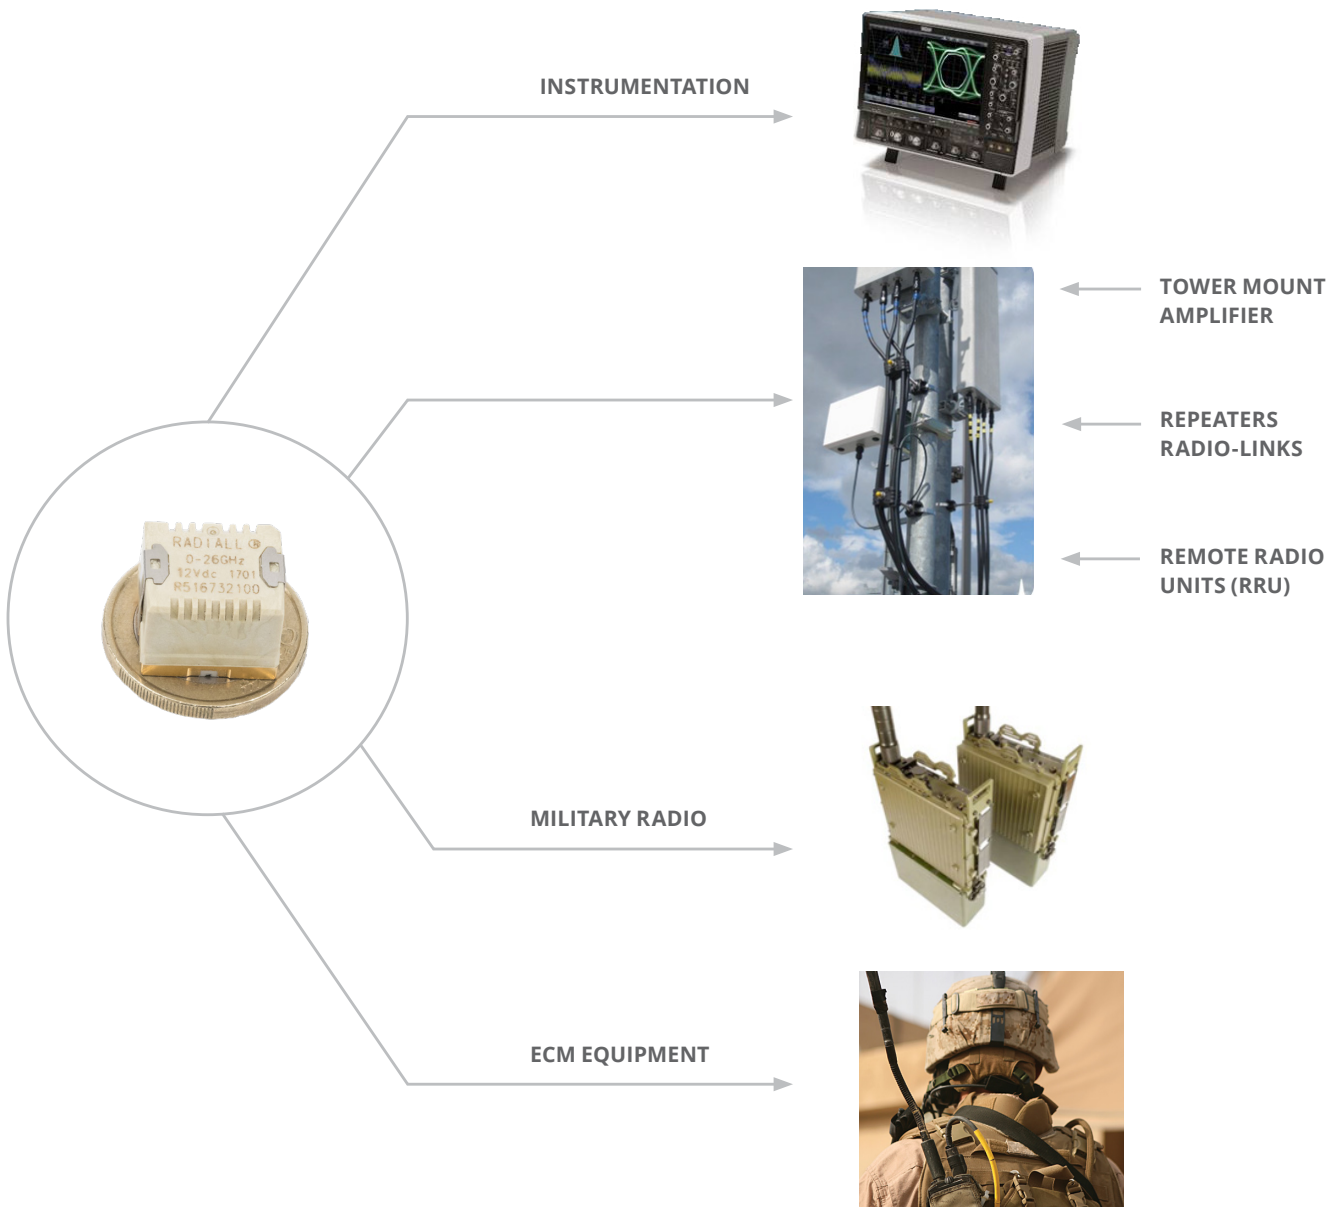 INSTRUMENTATION
TOWER MOUNT
AMPLIFIER
REPEATERS
RADIO-LINKS
REMOTE RADIO
UNITS (RRU)
RADIALL ®
0-26GHz
12Vdc 1701
R516732100
MILITARY RADIO
ECM EQUIPMENT